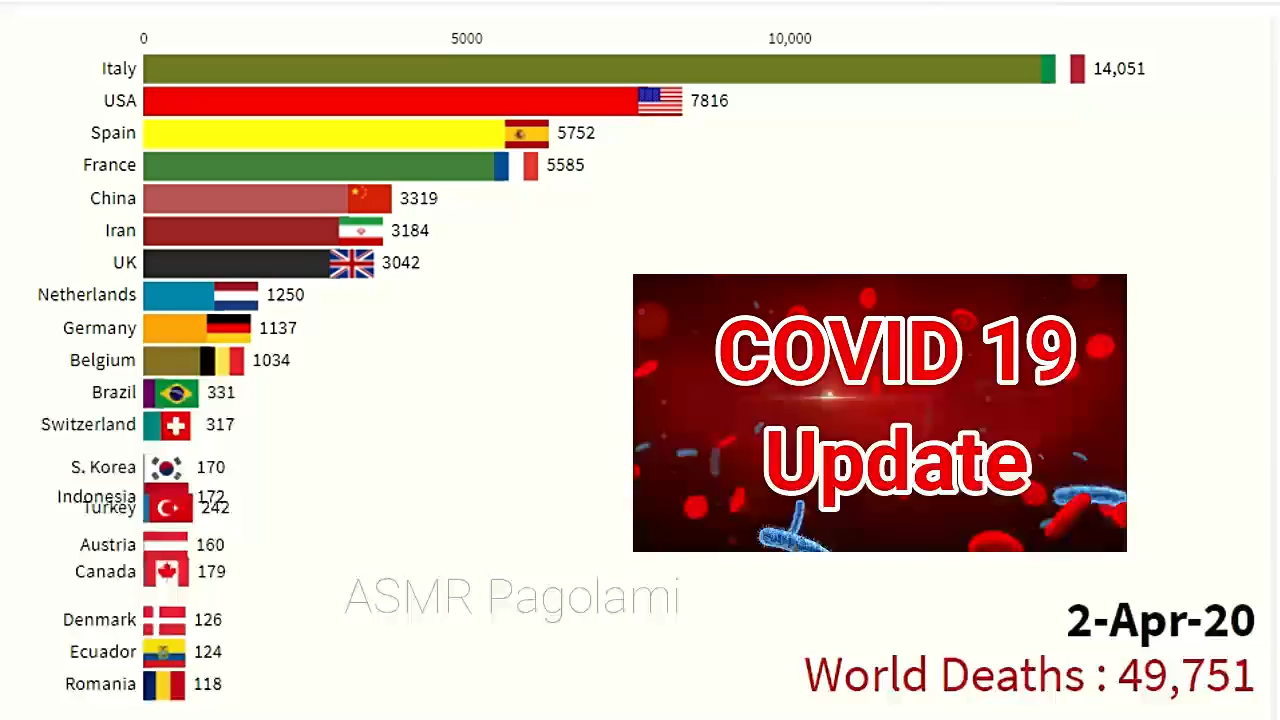 0 5000 10,000
Italy 14,051
USA 7816
Spain 5752
France 5585
China 3319
Iran 3184
UK 3042
Netherlands 1250
Germany 1137
Belgium 1034
Brazil 331
Switzerland 317
S. Korea 170
Indonesia 172
Turkey 242
Austria 160
Canada 179
Denmark 126
Ecuador 124
Romania 118
COVID 19
Update
ASMR Pagolami
2-Apr-20
World Deaths : 49,751